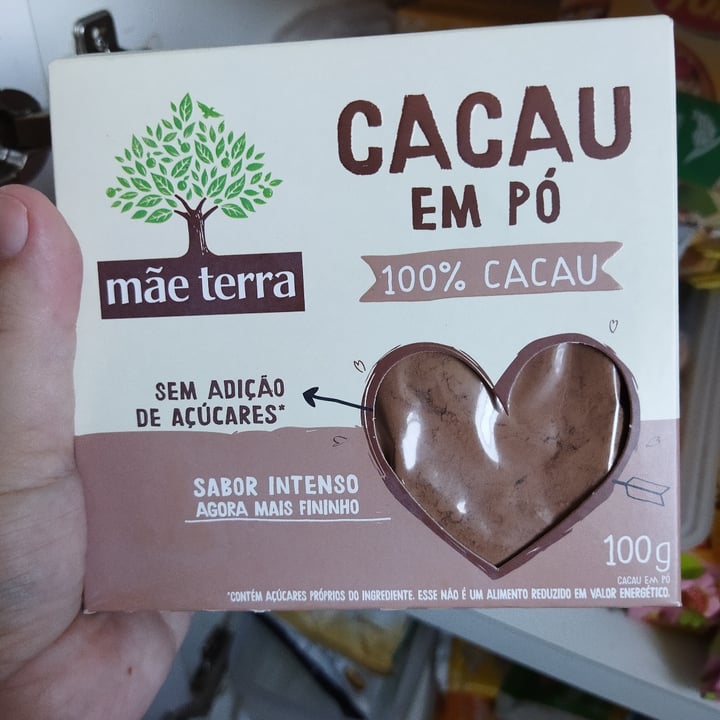 CACAU
EM PÓ
100% CACAU
mãe terra
SEM ADIÇÃO
DE AÇÚCARES*
SABOR INTENSO
AGORA MAIS FININHO
100g
CACAU EM PÓ
*CONTÉM AÇÚCARES PRÓPRIOS DO INGREDIENTE. ESSE NÃO É UM ALIMENTO REDUZIDO EM VALOR ENERGÉTICO.